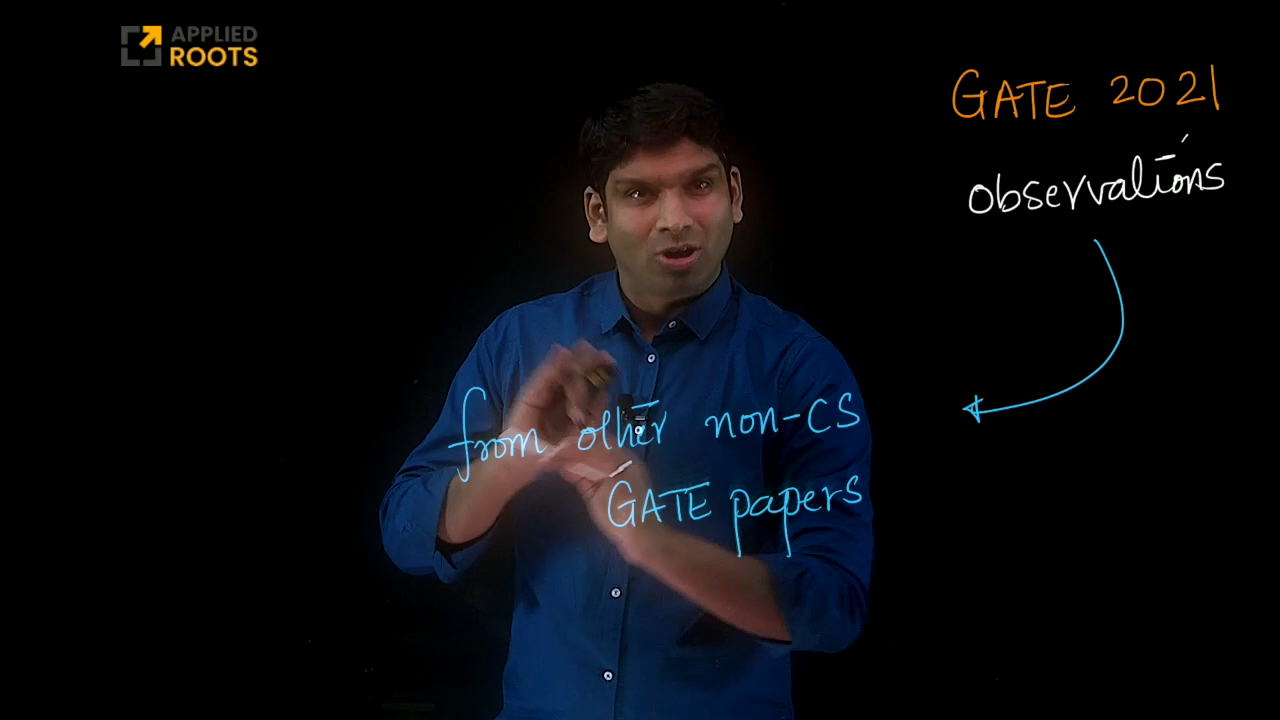 APPLIED
ROOTS
GATE 2021
observations
from other non-CS
GATE papers